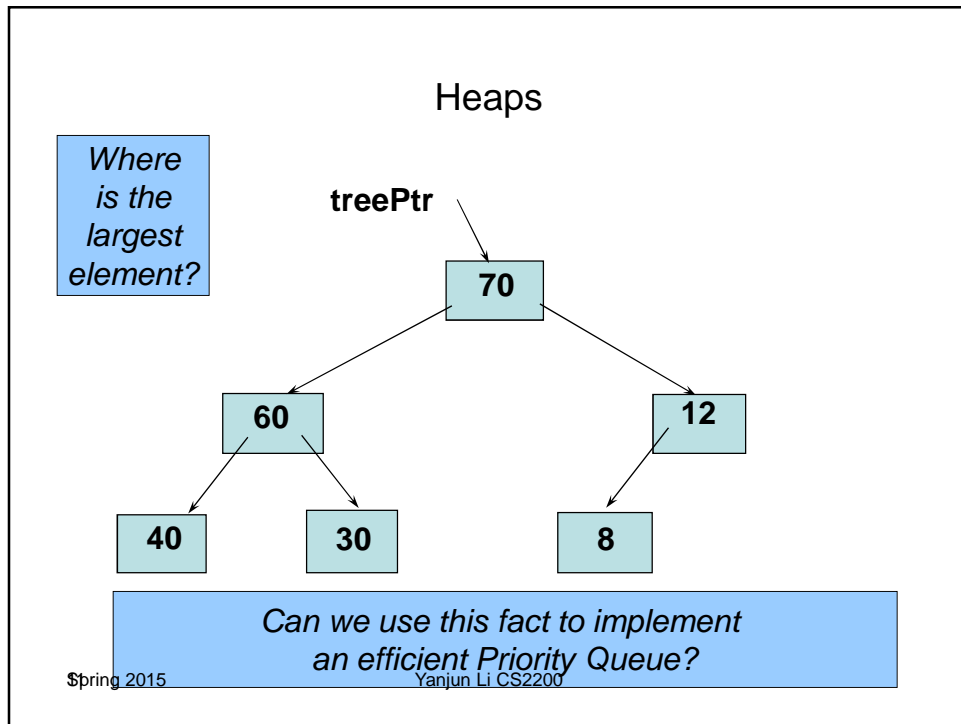 Heaps
Where
is the
largest
element?
treePtr
70
60
12
40
30
8
Can we use this fact to implement
an efficient Priority Queue?
Spring 2015
11
Yanjun Li CS2200